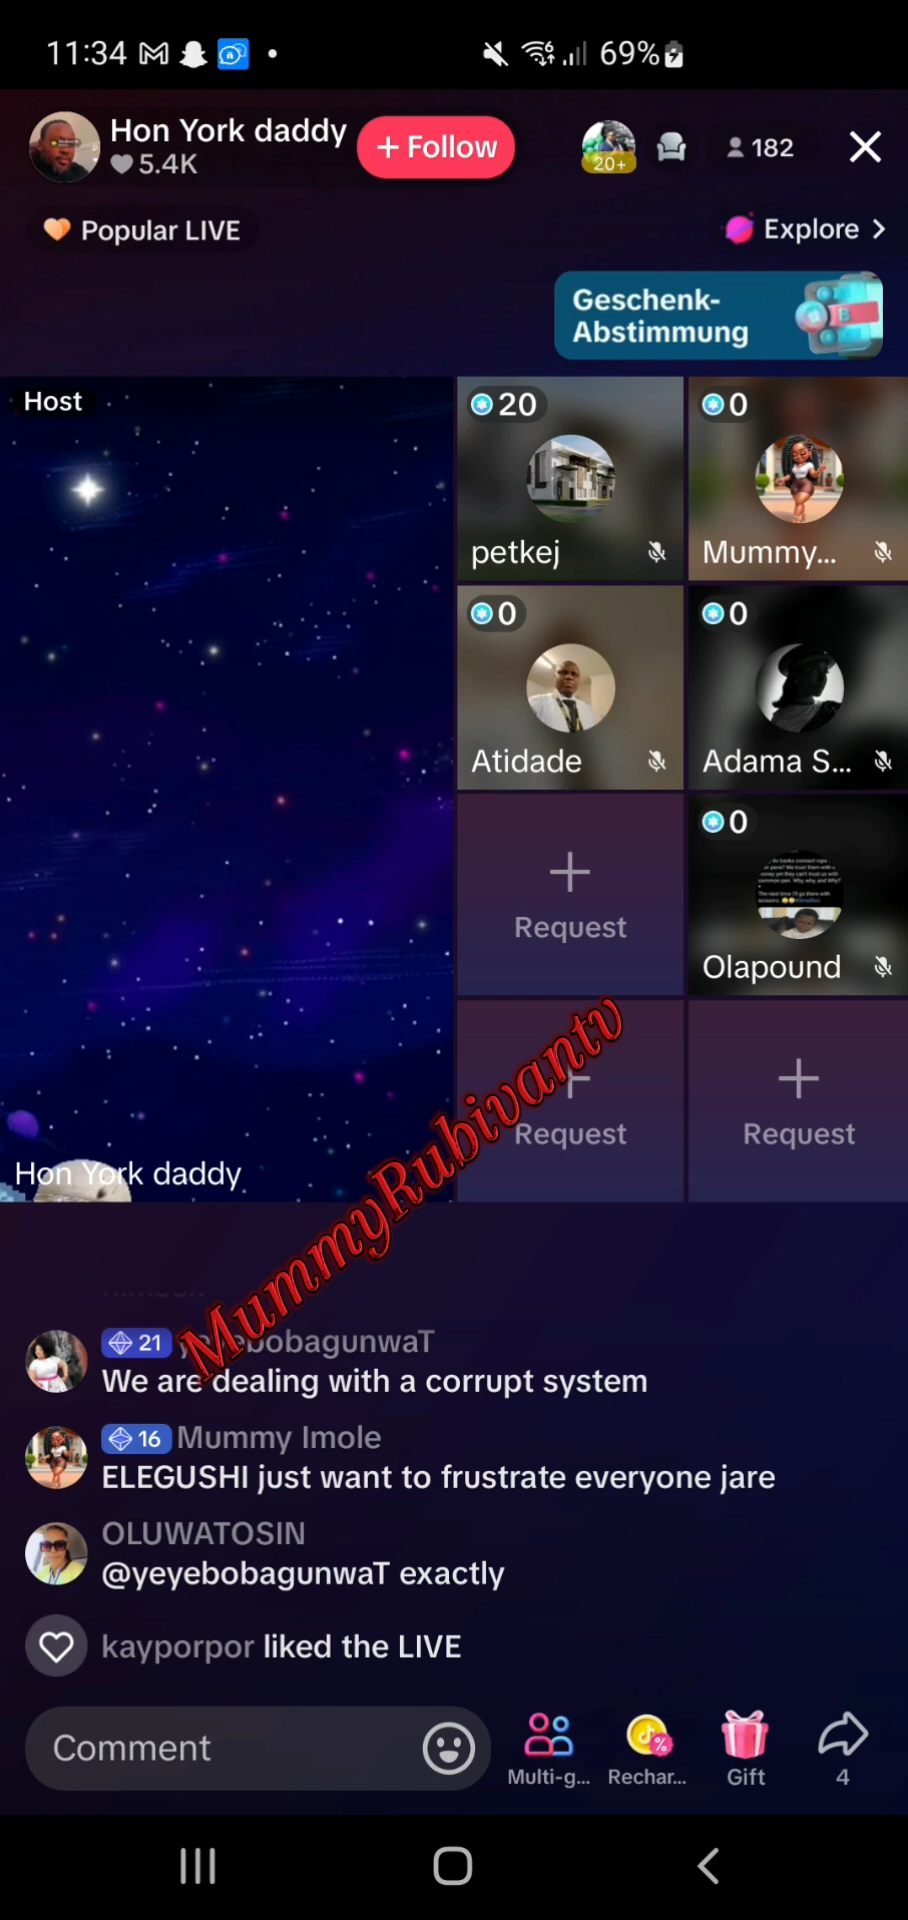 11:34
69%
Hon York daddy
5.4K
+ Follow
20+
182
Popular LIVE
Explore
Geschenk-
Abstimmung
Host
20
petkej
0
Mummy...
0
Atidade
0
Adama S...
Request
0
Olapound
Request
Request
Hon York daddy
MummyRubivantv
21 yeyebobagunwaT
We are dealing with a corrupt system
16 Mummy Imole
ELEGUSHI just want to frustrate everyone jare
OLUWATOSIN
@yeyebobagunwaT exactly
kayporpor liked the LIVE
Comment
Multi-g...
Rechar...
Gift
4